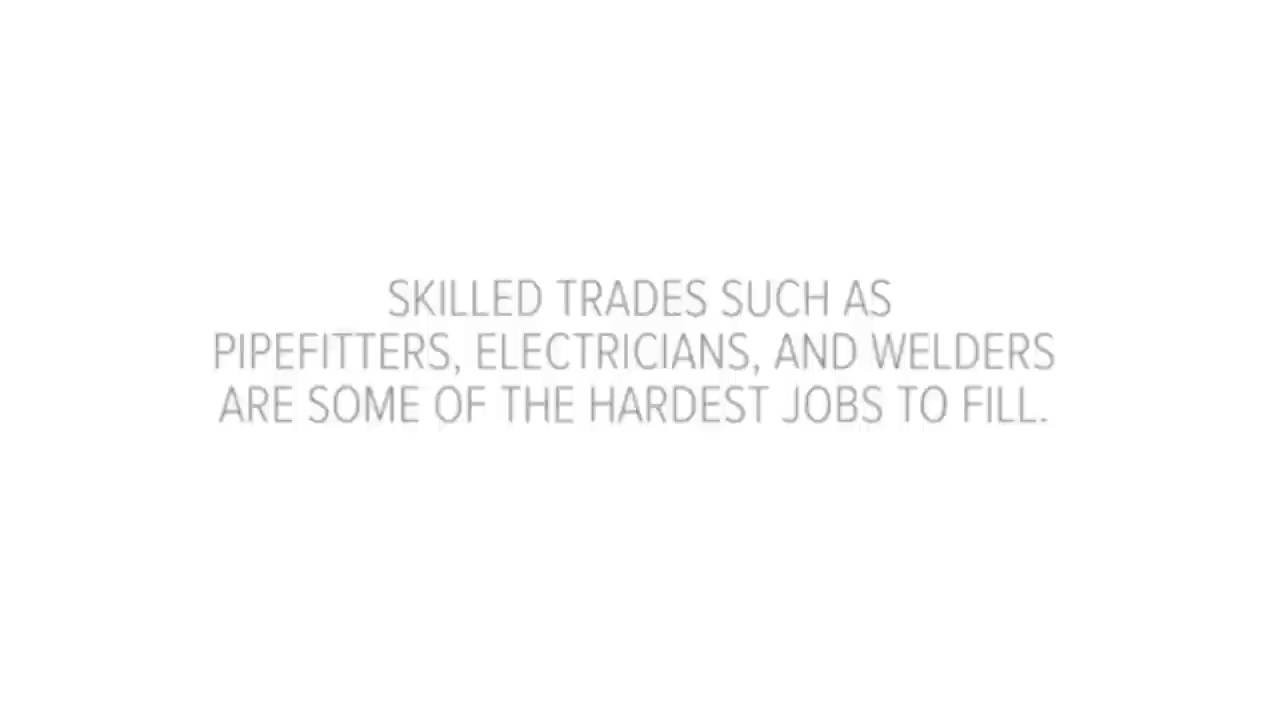 SKILLED TRADES SUCH AS
PIPEFITTERS, ELECTRICIANS, AND WELDERS
ARE SOME OF THE HARDEST JOBS TO FILL.